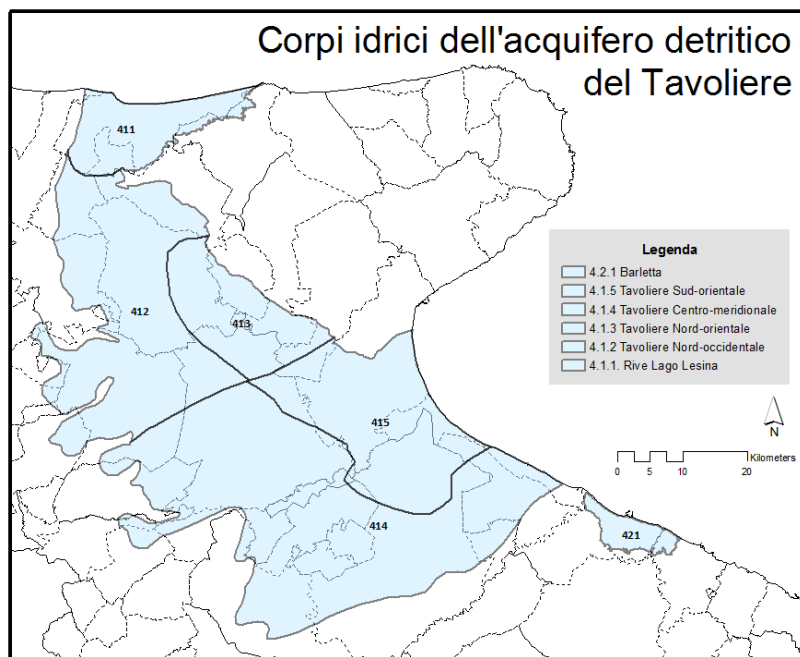 Corpi idrici dell'acquifero detritico
del Tavoliere
411
412
413
415
414
421
Legenda
4.2.1 Barletta
4.1.5 Tavoliere Sud-orientale
4.1.4 Tavoliere Centro-meridionale
4.1.3 Tavoliere Nord-orientale
4.1.2 Tavoliere Nord-occidentale
4.1.1. Rive Lago Lesina
N
Kilometers
0 5 10 20